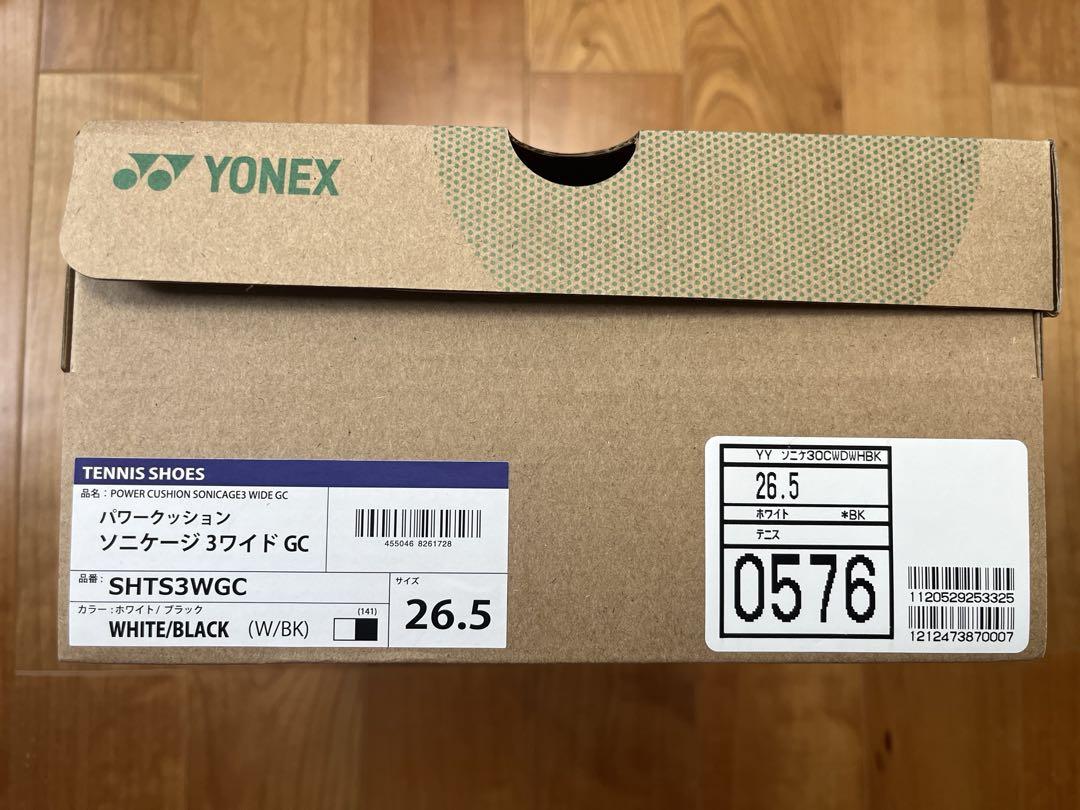 YONEX
TENNIS SHOES
品名：POWER CUSHION SONICAGE3 WIDE GC
パワークッション
ソニケージ 3ワイド GC
455046 8261728
品番： SHTS3WGC
カラー：ホワイト/ ブラック
(141)
WHITE/BLACK (W/BK)
サイズ
26.5
YY ソニケ30CWDWHBK
26.5
ホワイト *BK
テニス
0576
1120529253325
1212473870007